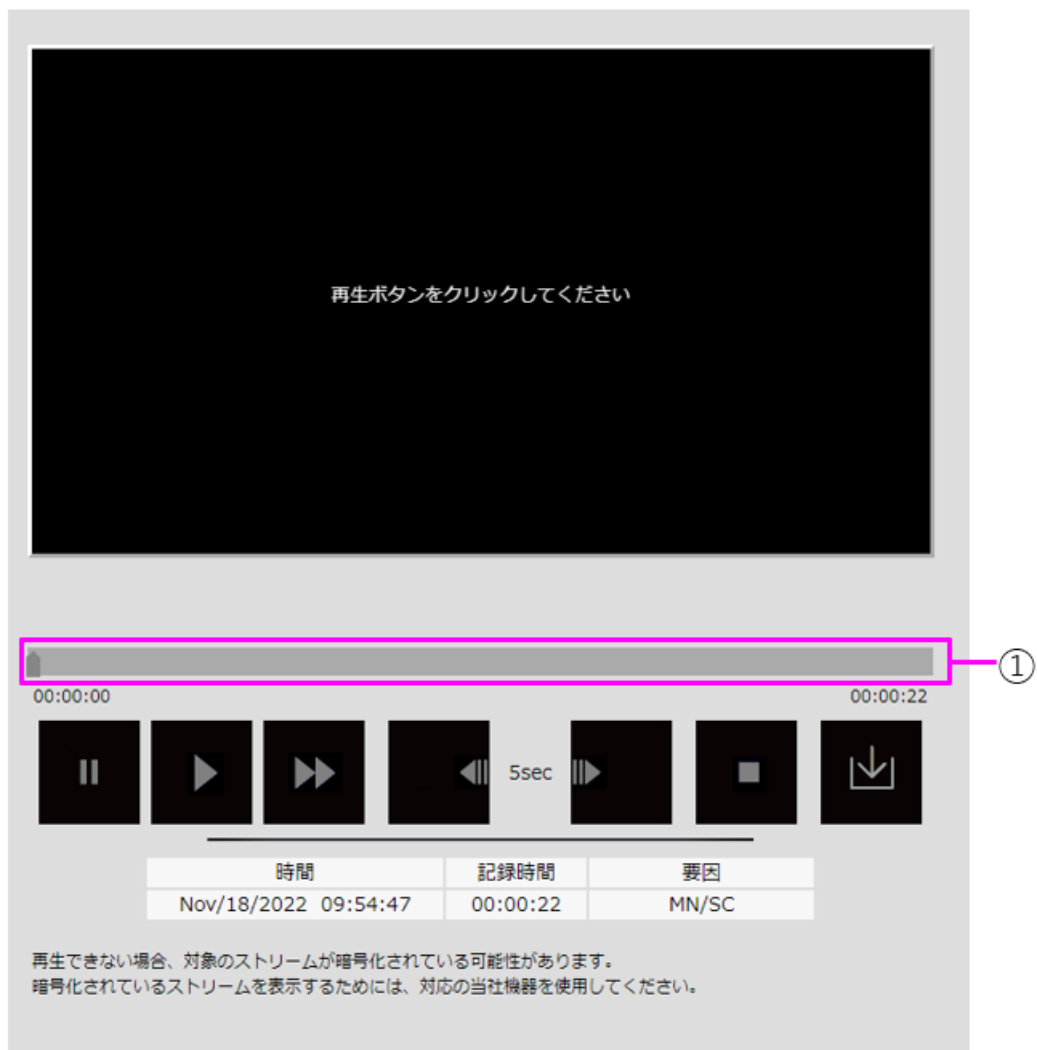 再生ボタンをクリックしてください
①
00:00:00 00:00:22
5sec
時間 記録時間 要因
Nov/18/2022 09:54:47 00:00:22 MN/SC
再生できない場合、対象のストリームが暗号化されている可能性があります。
暗号化されているストリームを表示するためには、対応の当社機器を使用してください。